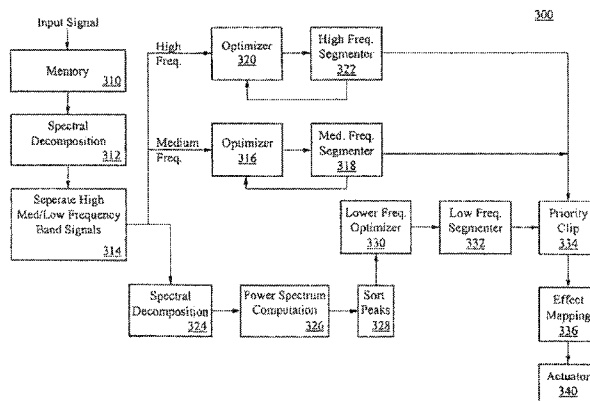 300
Input Signal
Memory
310
Spectral
Decomposition
312
Seperate High
Med/Low Frequency
Band Signals
314
High
Freq.
Optimizer
320
High Freq.
Segmenter
322
Medium
Freq.
Optimizer
316
Med. Freq.
Segmenter
318
Spectral
Decomposition
324
Power Spectrum
Computation
326
Sort
Peaks
328
Lower Freq.
Optimizer
330
Low Freq.
Segmenter
332
Priority
Clip
334
Effect
Mapping
336
Actuator
340